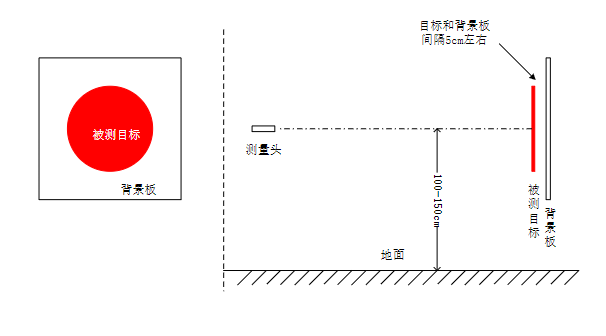 目标和背景板
间隔5cm左右
被测目标
背景板
测量头
100-150cm
被测目标
背景板
地面